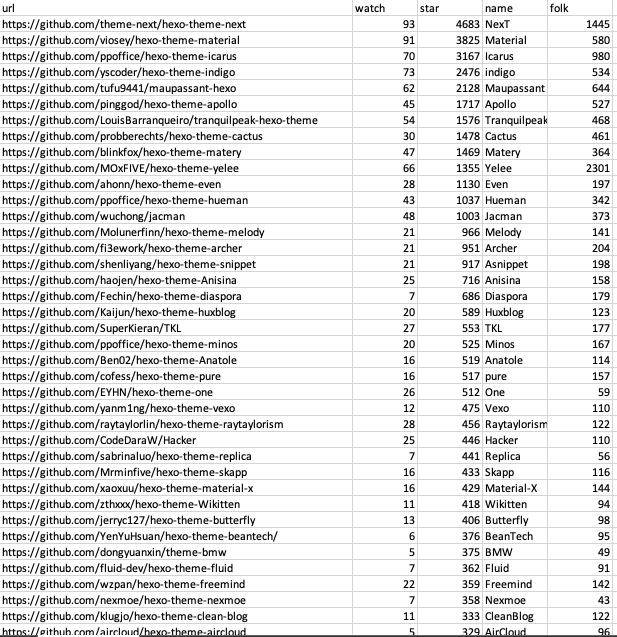 url watch star name folk
https://github.com/theme-next/hexo-theme-next 93 4683 NexT 1445
https://github.com/viosey/hexo-theme-material 91 3825 Material 580
https://github.com/ppoffice/hexo-theme-icarus 70 3167 Icarus 980
https://github.com/yscoder/hexo-theme-indigo 73 2476 indigo 534
https://github.com/tufu9441/maupassant-hexo 62 2128 Maupassant 644
https://github.com/pinggod/hexo-theme-apollo 45 1717 Apollo 527
https://github.com/LouisBarranqueiro/tranquilpeak-hexo-theme 54 1576 Tranquilpeak 468
https://github.com/probberechts/hexo-theme-cactus 30 1478 Cactus 461
https://github.com/blinkfox/hexo-theme-matery 47 1469 Matery 364
https://github.com/MOxFIVE/hexo-theme-yelee 66 1355 Yelee 2301
https://github.com/ahonn/hexo-theme-even 28 1130 Even 197
https://github.com/ppoffice/hexo-theme-hueman 43 1037 Hueman 342
https://github.com/wuchong/jacman 48 1003 Jacman 373
https://github.com/Molunerfinn/hexo-theme-melody 21 966 Melody 141
https://github.com/fi3ework/hexo-theme-archer 21 951 Archer 204
https://github.com/shenliyang/hexo-theme-snippet 21 917 Asnippet 198
https://github.com/haojen/hexo-theme-Anisina 25 716 Anisina 158
https://github.com/Fechin/hexo-theme-diaspora 7 686 Diaspora 179
https://github.com/Kaijun/hexo-theme-huxblog 20 589 Huxblog 123
https://github.com/SuperKieran/TKL 27 553 TKL 177
https://github.com/ppoffice/hexo-theme-minos 20 525 Minos 167
https://github.com/Ben02/hexo-theme-Anatole 16 519 Anatole 114
https://github.com/cofess/hexo-theme-pure 16 517 pure 157
https://github.com/EYHN/hexo-theme-one 26 512 One 59
https://github.com/yanm1ng/hexo-theme-vexo 12 475 Vexo 110
https://github.com/raytaylorlin/hexo-theme-raytaylorism 28 456 Raytaylorism 122
https://github.com/CodeDaraW/Hacker 25 446 Hacker 110
https://github.com/sabrinaluo/hexo-theme-replica 7 441 Replica 56
https://github.com/Mrminfive/hexo-theme-skapp 16 433 Skapp 116
https://github.com/xaoxuu/hexo-theme-material-x 16 429 Material-X 144
https://github.com/zthxxx/hexo-theme-Wikitten 11 418 Wikitten 94
https://github.com/jerryc127/hexo-theme-butterfly 13 406 Butterfly 98
https://github.com/YenYuHsuan/hexo-theme-beantech/ 6 376 BeanTech 95
https://github.com/dongyuanxin/theme-bmw 5 375 BMW 49
https://github.com/fluid-dev/hexo-theme-fluid 7 362 Fluid 91
https://github.com/wzpan/hexo-theme-freemind 22 359 Freemind 142
https://github.com/nexmoe/hexo-theme-nexmoe 7 358 Nexmoe 43
https://github.com/klugjo/hexo-theme-clean-blog 11 333 CleanBlog 122
https://github.com/aircloud/hexo-theme-aircloud 5 329 AirCloud 96